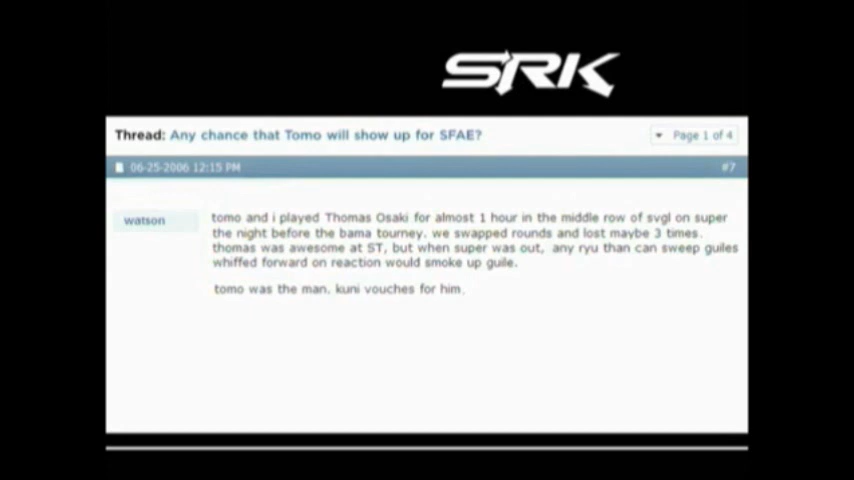 SRK
Thread: Any chance that Tomo will show up for SFAE?
Page 1 of 4
06-25-2006 12:15 PM
#7
watson
tomo and i played Thomas Osaki for almost 1 hour in the middle row of svgl on super
the night before the bama tourney. we swapped rounds and lost maybe 3 times.
thomas was awesome at ST, but when super was out, any ryu than can sweep guiles
whiffed forward on reaction would smoke up guile.
tomo was the man. kuni vouches for him.